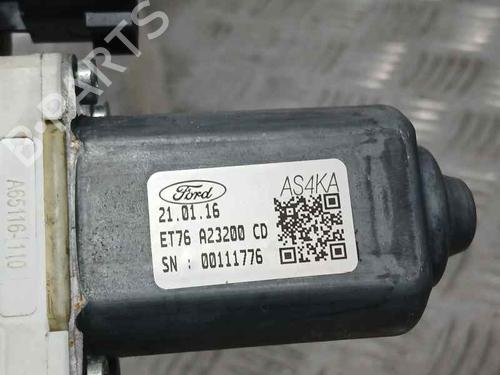 B-PARTS
A65116-110
Ford
AS4KA
21.01.16
ET76 A23200 CD
SN : 00111776